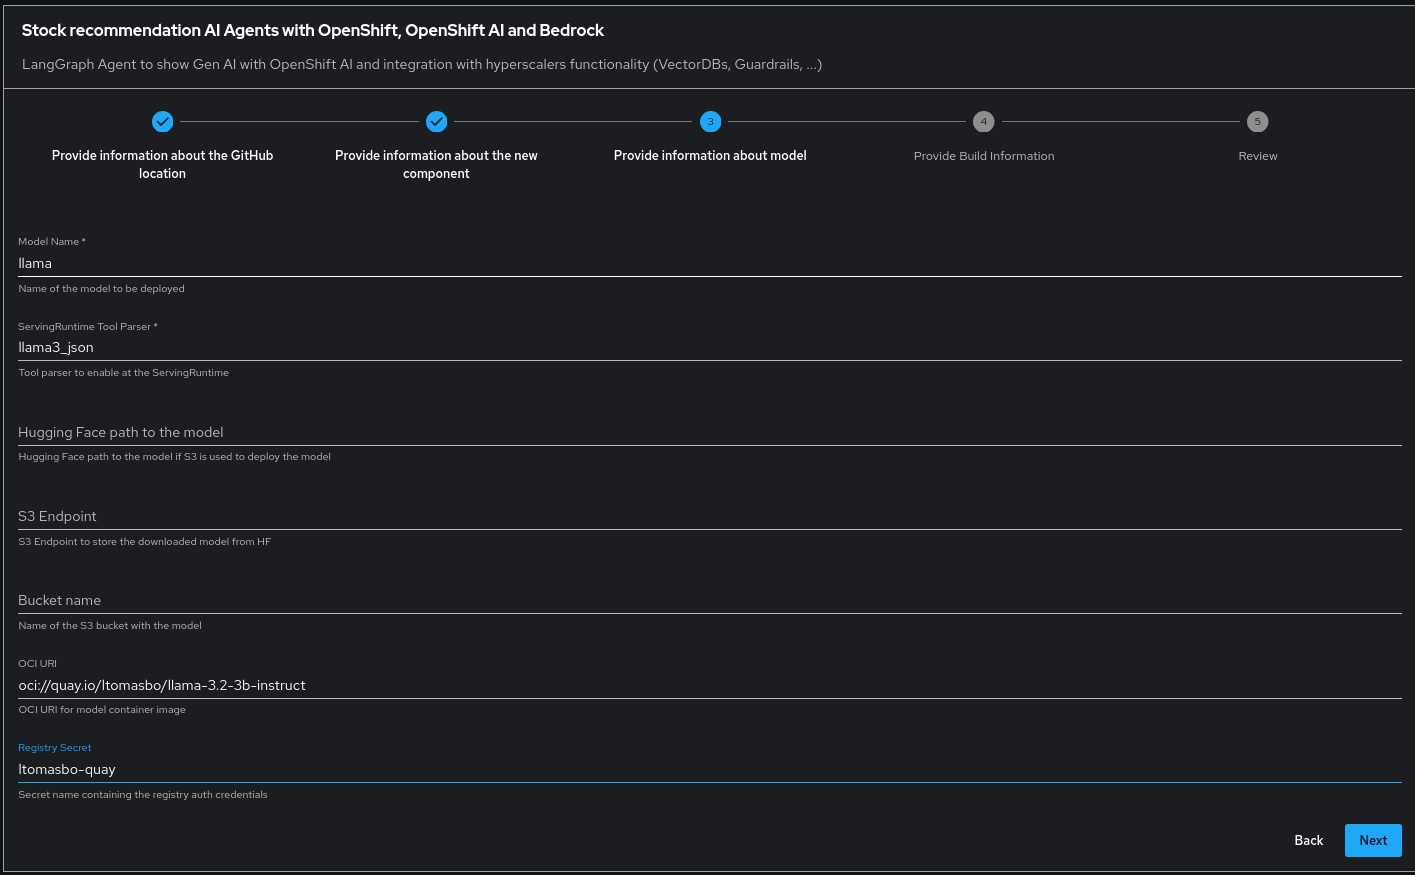 Stock recommendation AI Agents with OpenShift, OpenShift AI and Bedrock
LangGraph Agent to show Gen AI with OpenShift AI and integration with hyperscalers functionality (VectorDBs, Guardrails, ...)
3
4
5
Provide information about the GitHub
location
Provide information about the new
component
Provide information about model
Provide Build Information
Review
Model Name *
llama
Name of the model to be deployed
ServingRuntime Tool Parser *
llama3_json
Tool parser to enable at the ServingRuntime
Hugging Face path to the model
Hugging Face path to the model if S3 is used to deploy the model
S3 Endpoint
S3 Endpoint to store the downloaded model from HF
Bucket name
Name of the S3 bucket with the model
OCI URI
oci://quay.io/ltomasbo/llama-3.2-3b-instruct
OCI URI for model container image
Registry Secret
ltomasbo-quay
Secret name containing the registry auth credentials
Back
Next